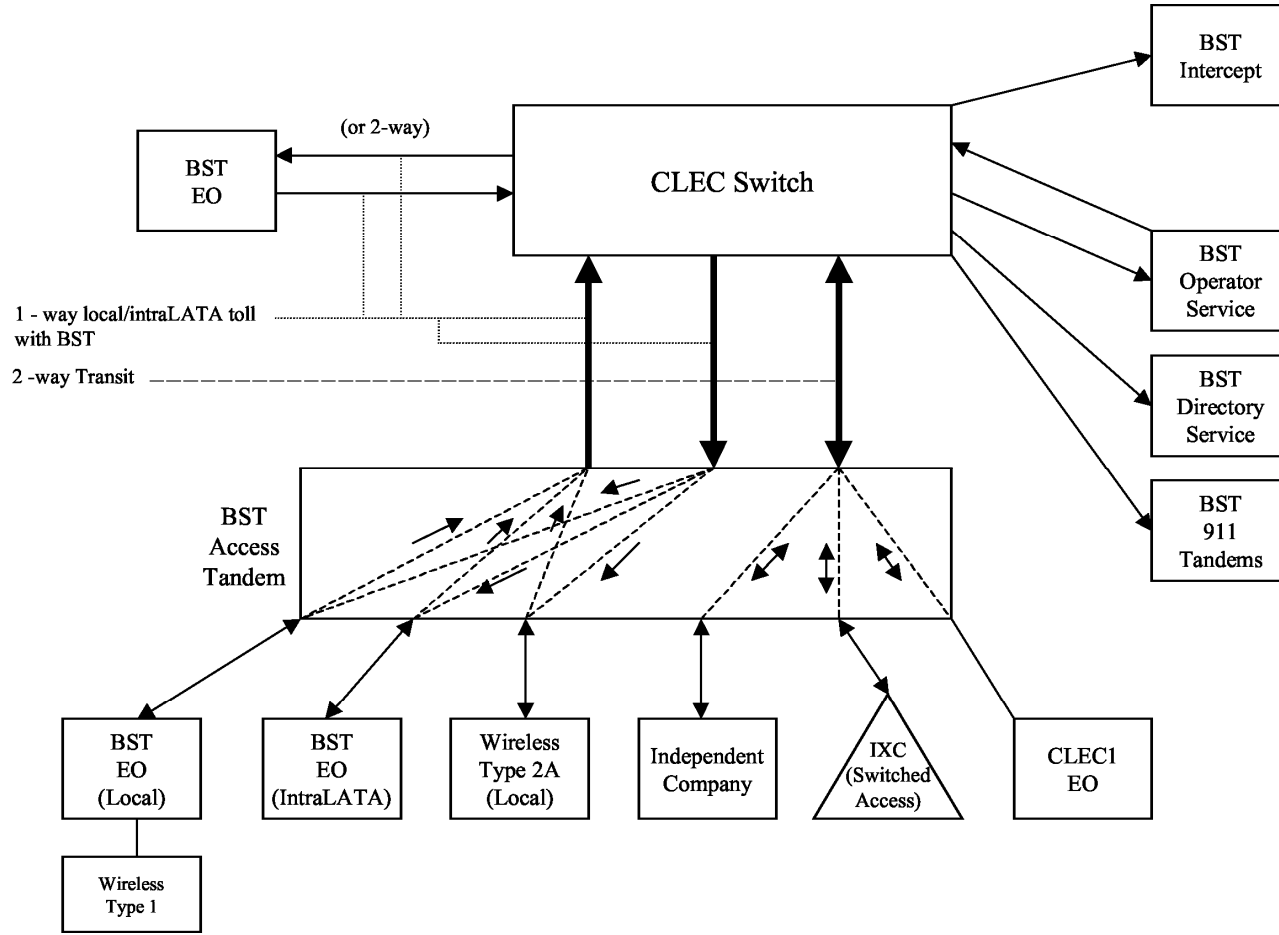 BST
Intercept
(or 2-way)
BST
EO
CLEC Switch
BST
Operator
Service
1 - way local/intraLATA toll
with BST
2 -way Transit
BST
Directory
Service
BST
Access
Tandem
BST
911
Tandems
BST
EO
(Local)
BST
EO
(IntraLATA)
Wireless
Type 2A
(Local)
Independent
Company
IXC
(Switched
Access)
CLEC1
EO
Wireless
Type 1